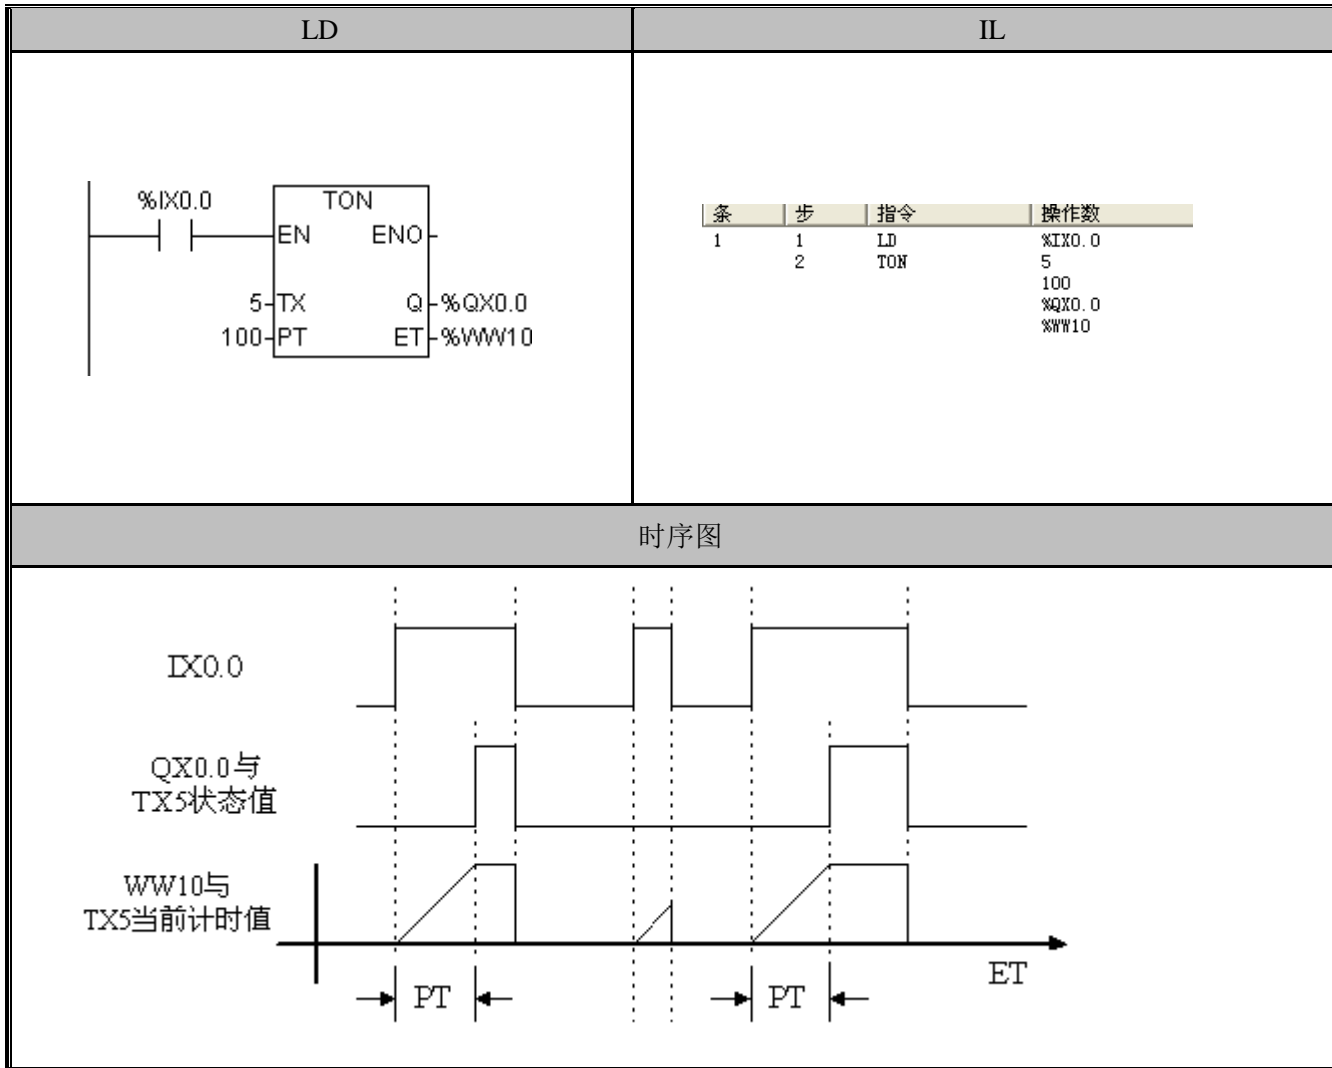 LD
IL
%IX0.0
TON
EN ENO
5 TX Q %QX0.0
100 PT ET %WW10
条 步 指令 操作数
1 1 LD %IX0.0
2 TON 5
100
%QX0.0
%WW10
时序图
IX0.0
QX0.0与
TX5状态值
WW10与
TX5当前计时值
ET
PT PT